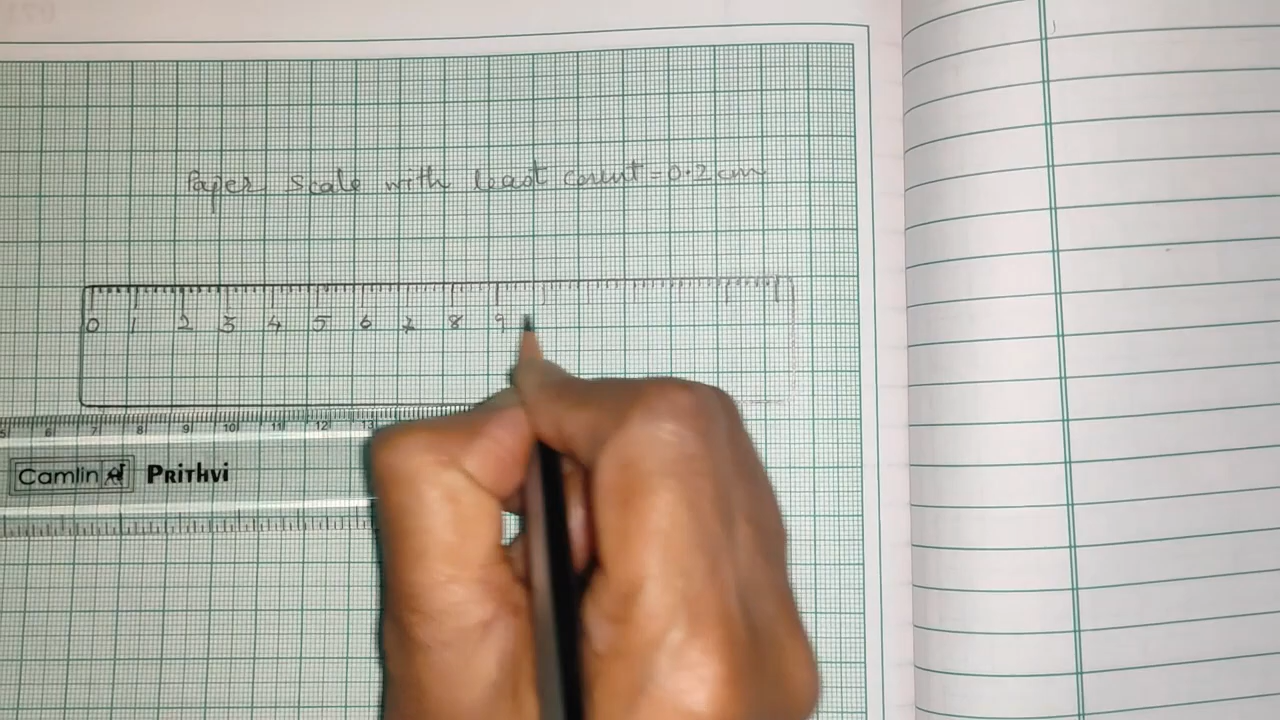 Paper Scale with least count = 0.2 cm
0 1 2 3 4 5 6 7 8 9
5 6 7 8 9 10 11 12 13
Camlin PRITHVI